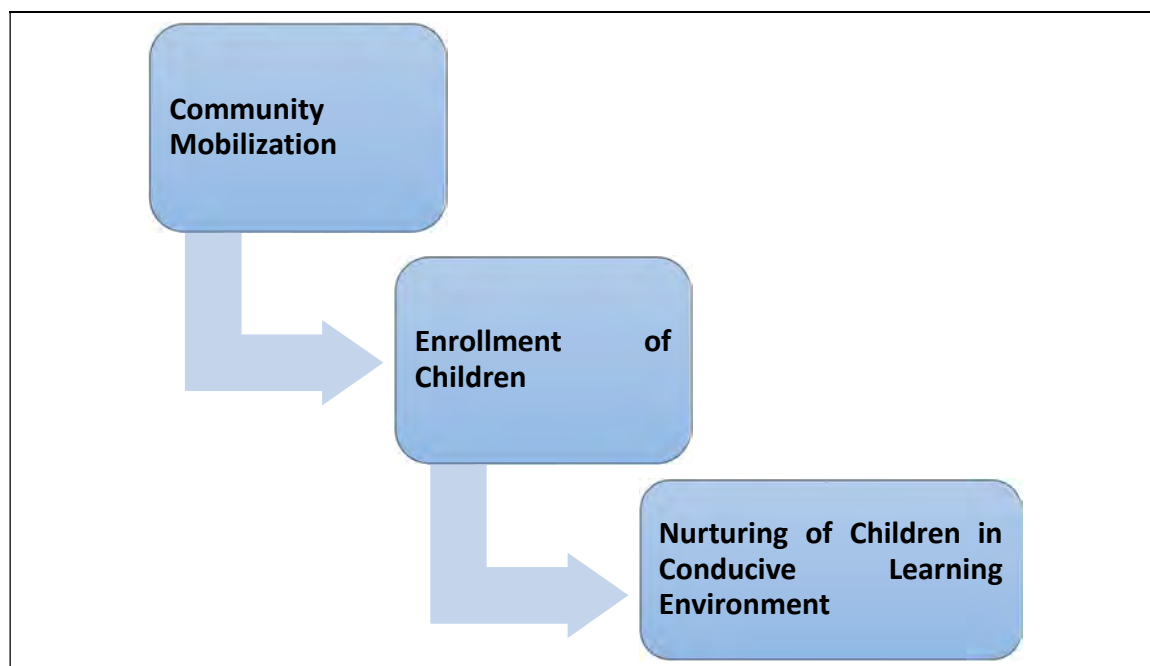 Community
Mobilization
Enrollment of
Children
Nurturing of Children in
Conducive Learning
Environment